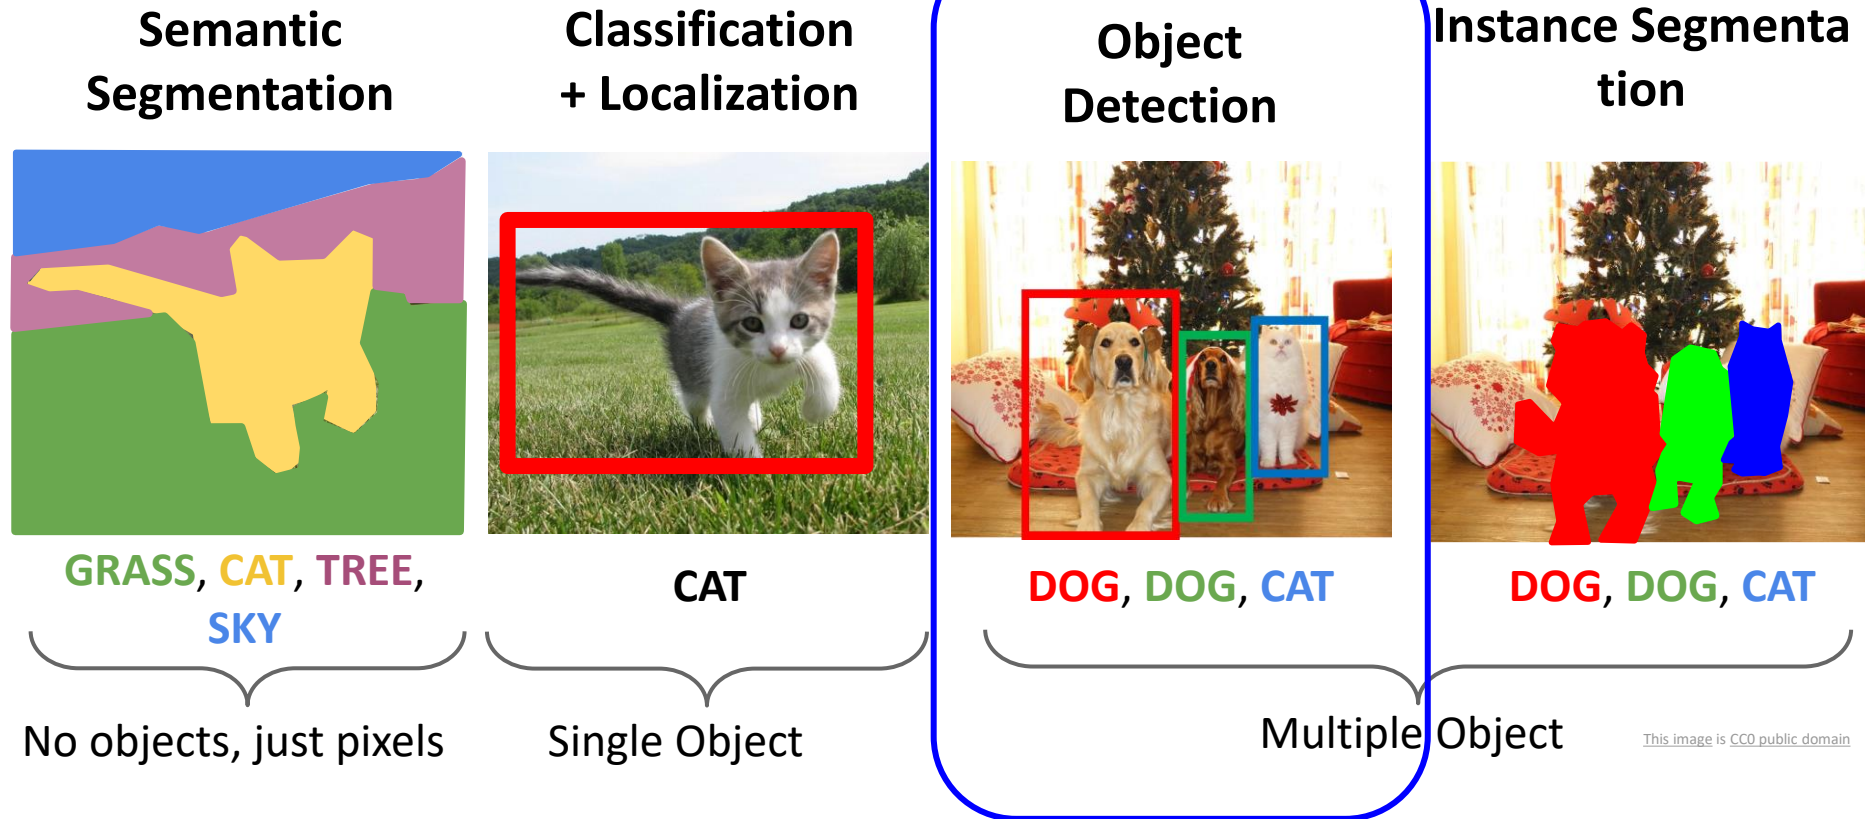 Semantic
Segmentation
GRASS, CAT, TREE,
SKY
No objects, just pixels
Classification
+ Localization
CAT
Single Object
Object
Detection
DOG, DOG, CAT
Instance Segmenta
tion
DOG, DOG, CAT
Multiple Object
This image is CC0 public domain